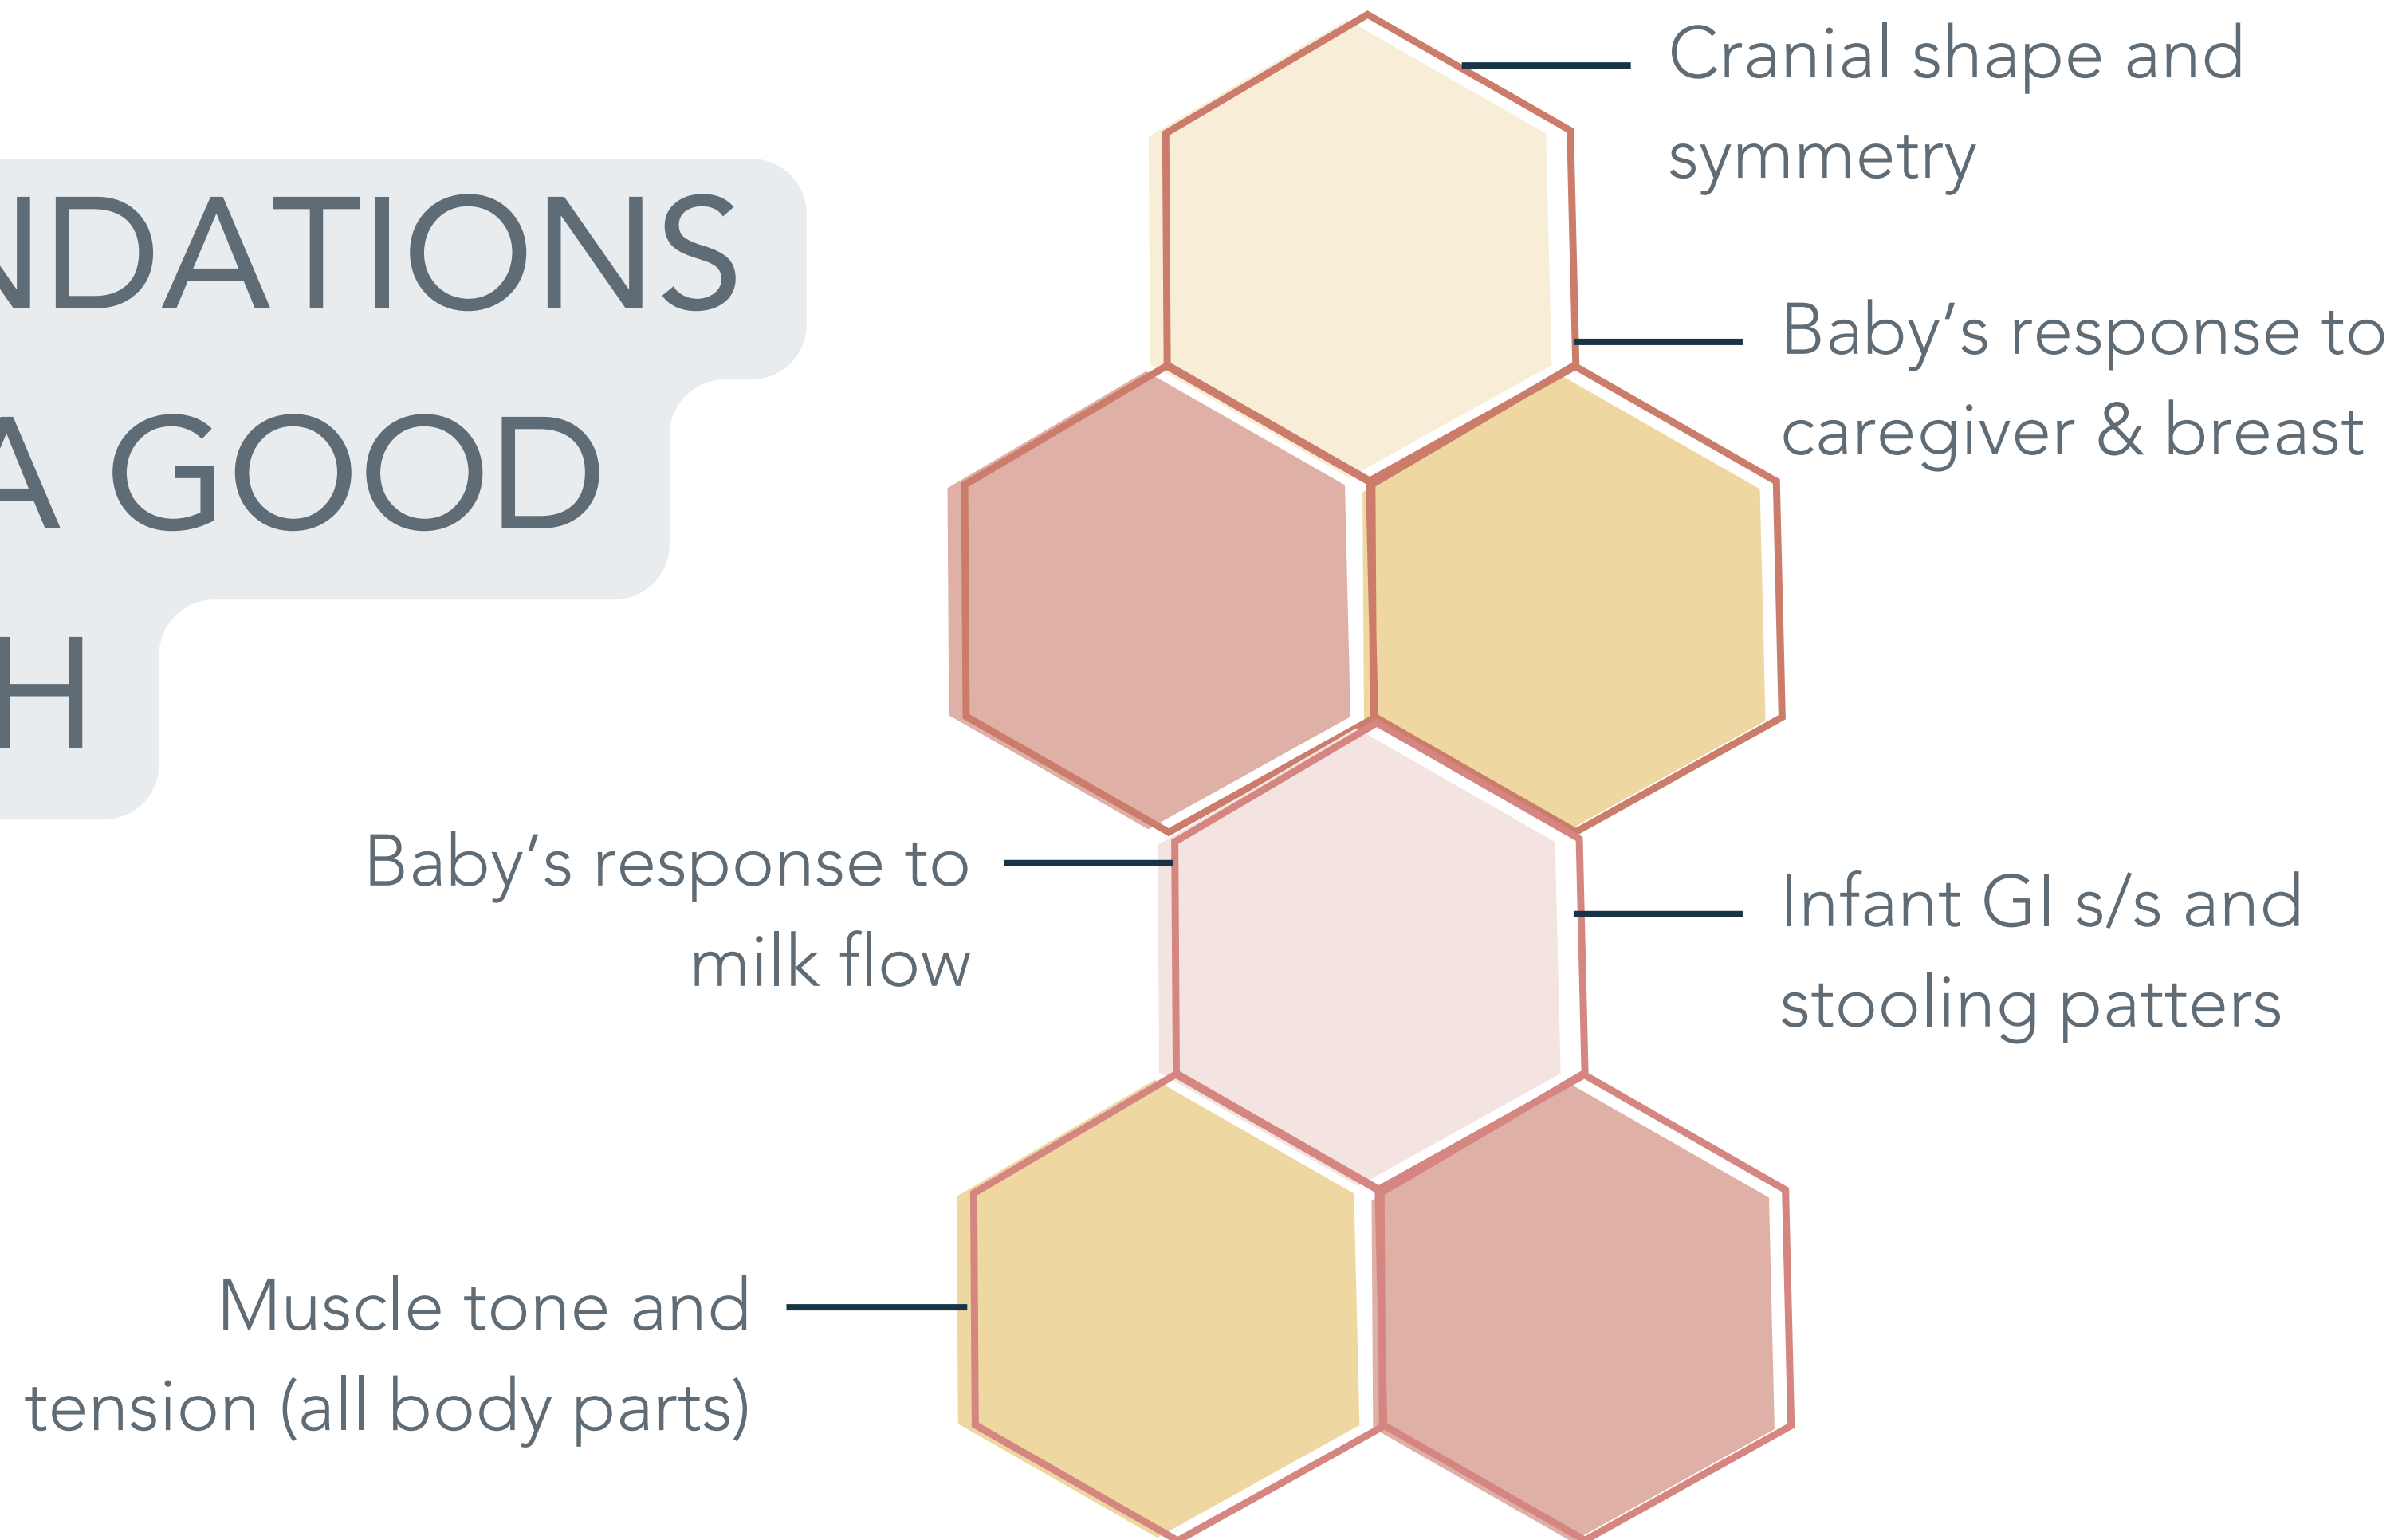 NDATIONS
A GOOD
H
Cranial shape and
symmetry
Baby’s response to
caregiver & breast
Baby’s response to
milk flow
Infant GI s/s and
stooling patters
Muscle tone and
tension (all body parts)